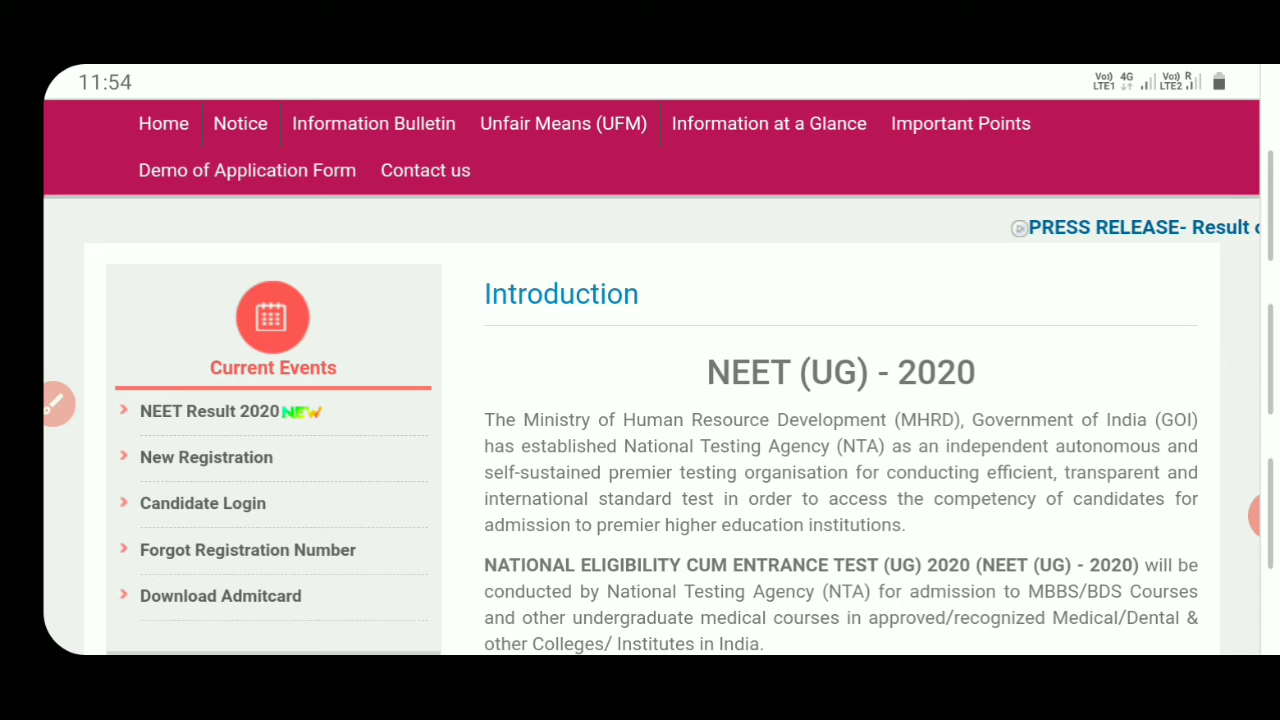 11:54
Vo) LTE1 4G Vo) LTE2 R
Home Notice Information Bulletin Unfair Means (UFM) Information at a Glance Important Points
Demo of Application Form Contact us
PRESS RELEASE- Result
Current Events
NEET Result 2020 NEW
New Registration
Candidate Login
Forgot Registration Number
Download Admitcard
Introduction
NEET (UG) - 2020
The Ministry of Human Resource Development (MHRD), Government of India (GOI)
has established National Testing Agency (NTA) as an independent autonomous and
self-sustained premier testing organisation for conducting efficient, transparent and
international standard test in order to access the competency of candidates for
admission to premier higher education institutions.
NATIONAL ELIGIBILITY CUM ENTRANCE TEST (UG) 2020 (NEET (UG) - 2020) will be
conducted by National Testing Agency (NTA) for admission to MBBS/BDS Courses
and other undergraduate medical courses in approved/recognized Medical/Dental &
other Colleges/ Institutes in India.